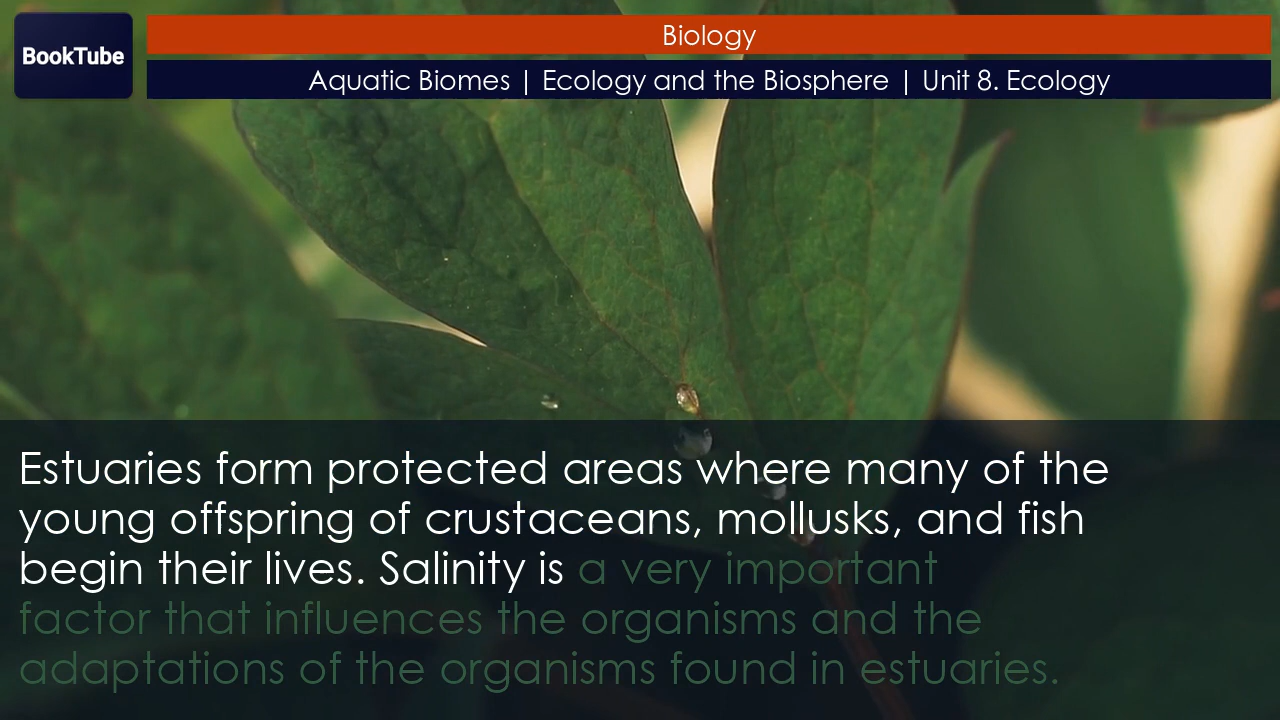 BookTube
Biology
Aquatic Biomes | Ecology and the Biosphere | Unit 8. Ecology
Estuaries form protected areas where many of the
young offspring of crustaceans, mollusks, and fish
begin their lives. Salinity is a very important
factor that influences the organisms and the
adaptations of the organisms found in estuaries.